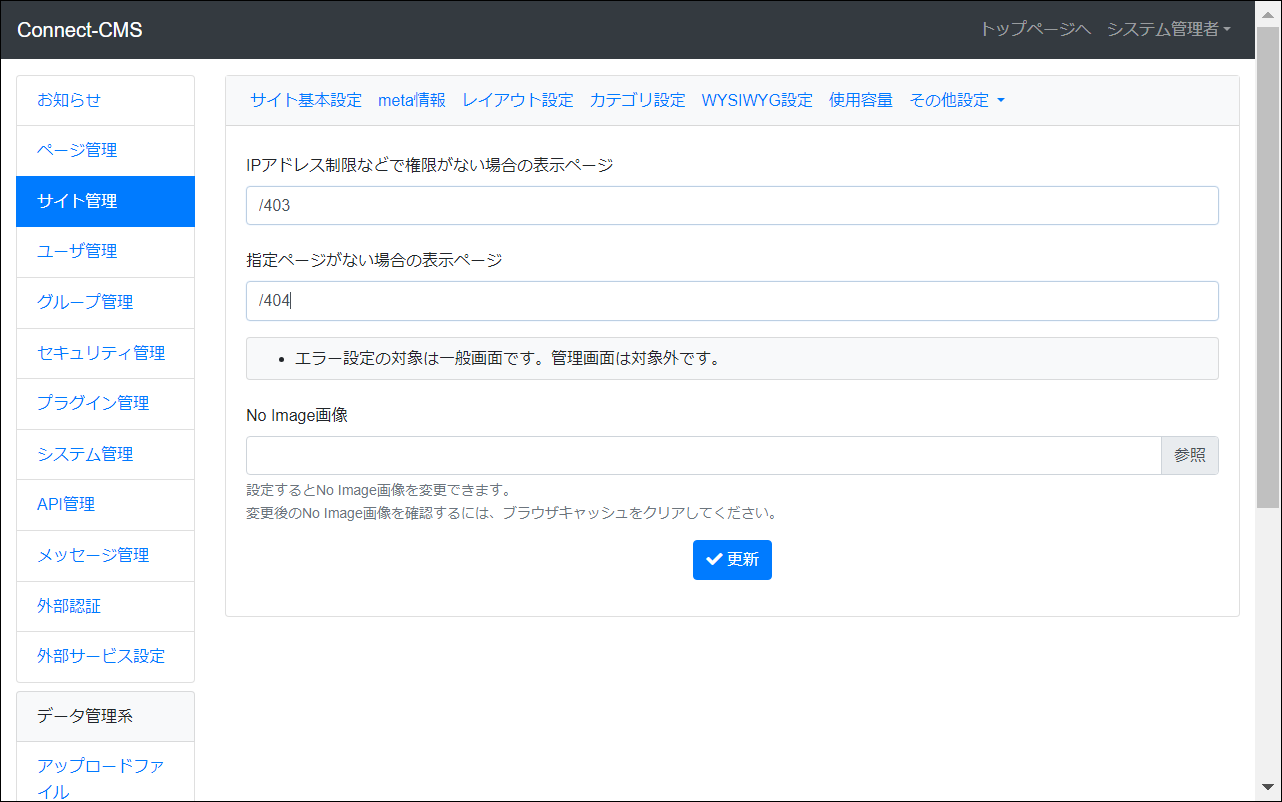 Connect-CMS
トップページへ システム管理者
お知らせ
ページ管理
サイト管理
ユーザ管理
グループ管理
セキュリティ管理
プラグイン管理
システム管理
API管理
メッセージ管理
外部認証
外部サービス設定
データ管理系
アップロードファ
イル
サイト基本設定 meta情報 レイアウト設定 カテゴリ設定 WYSIWYG設定 使用容量 その他設定
IPアドレス制限などで権限がない場合の表示ページ
/403
指定ページがない場合の表示ページ
/404
• エラー設定の対象は一般画面です。管理画面は対象外です。
No Image画像
参照
設定するとNo Image画像を変更できます。
変更後のNo Image画像を確認するには、ブラウザキャッシュをクリアしてください。
更新